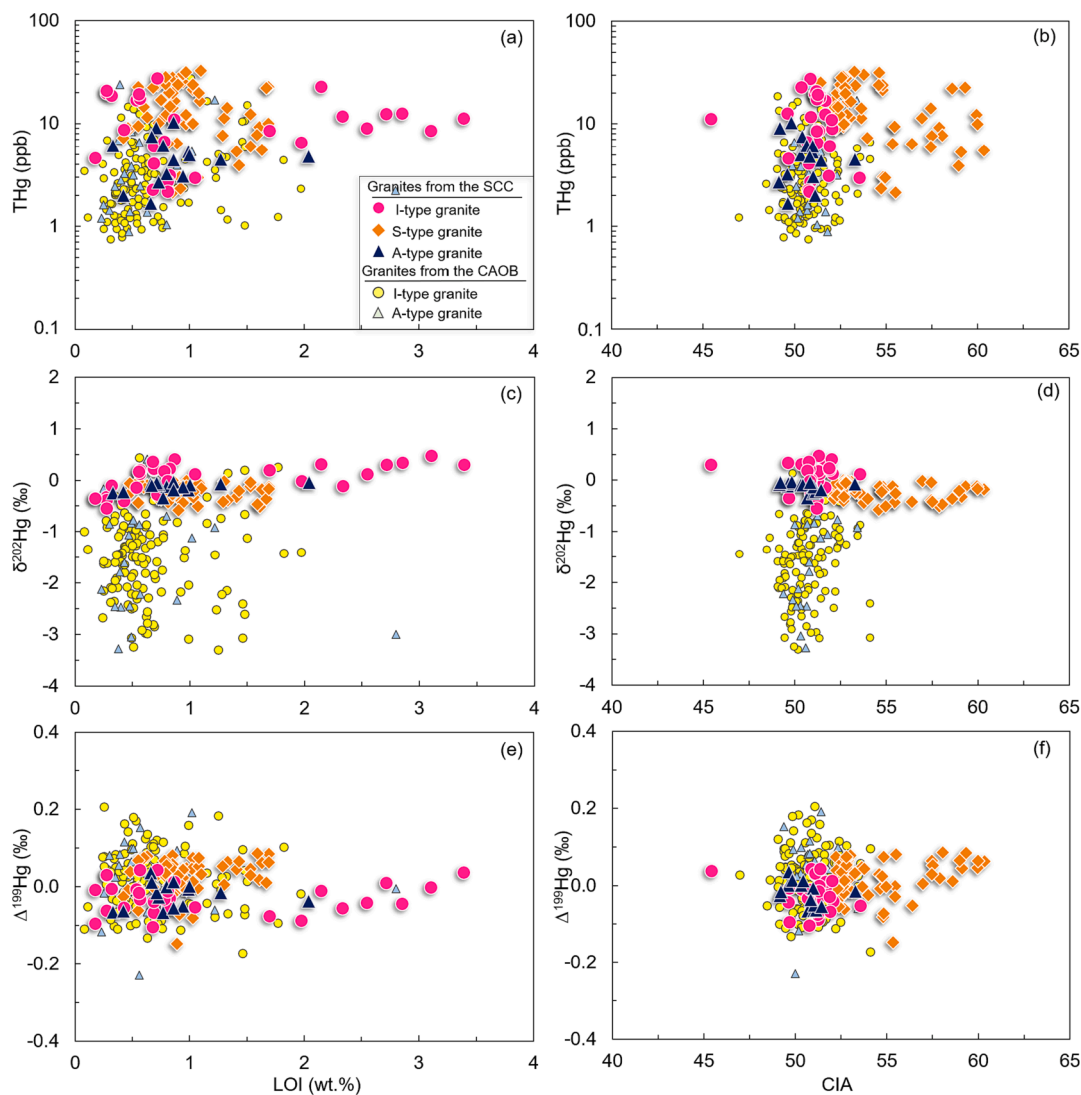 100
10
1
0.1
THg (ppb)
(a)
0 1 2 3 4
Granites from the SCC
I-type granite
S-type granite
A-type granite
Granites from the CAOB
I-type granite
A-type granite
100
10
1
0.1
THg (ppb)
(b)
40 45 50 55 60 65
2
1
0
-1
-2
-3
-4
δ²⁰²Hg (‰)
(c)
0 1 2 3 4
2
1
0
-1
-2
-3
-4
δ²⁰²Hg (‰)
(d)
40 45 50 55 60 65
0.4
0.2
0.0
-0.2
-0.4
Δ¹⁹⁹Hg (‰)
(e)
0 1 2 3 4
LOI (wt.%)
0.4
0.2
0.0
-0.2
-0.4
Δ¹⁹⁹Hg (‰)
(f)
40 45 50 55 60 65
CIA